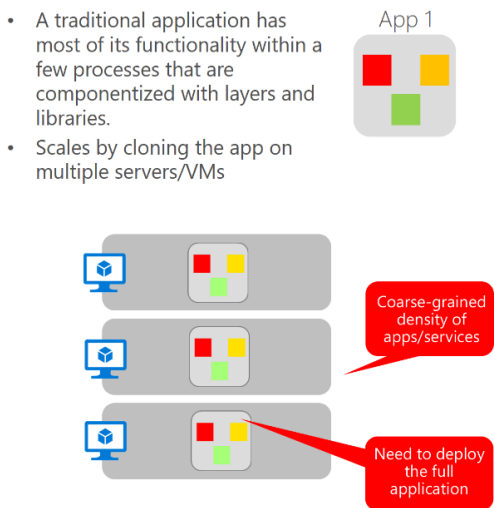 • A traditional application has
most of its functionality within a
few processes that are
componentized with layers and
libraries.
• Scales by cloning the app on
multiple servers/VMs
App 1
Coarse-grained
density of
apps/services
Need to deploy
the full
application